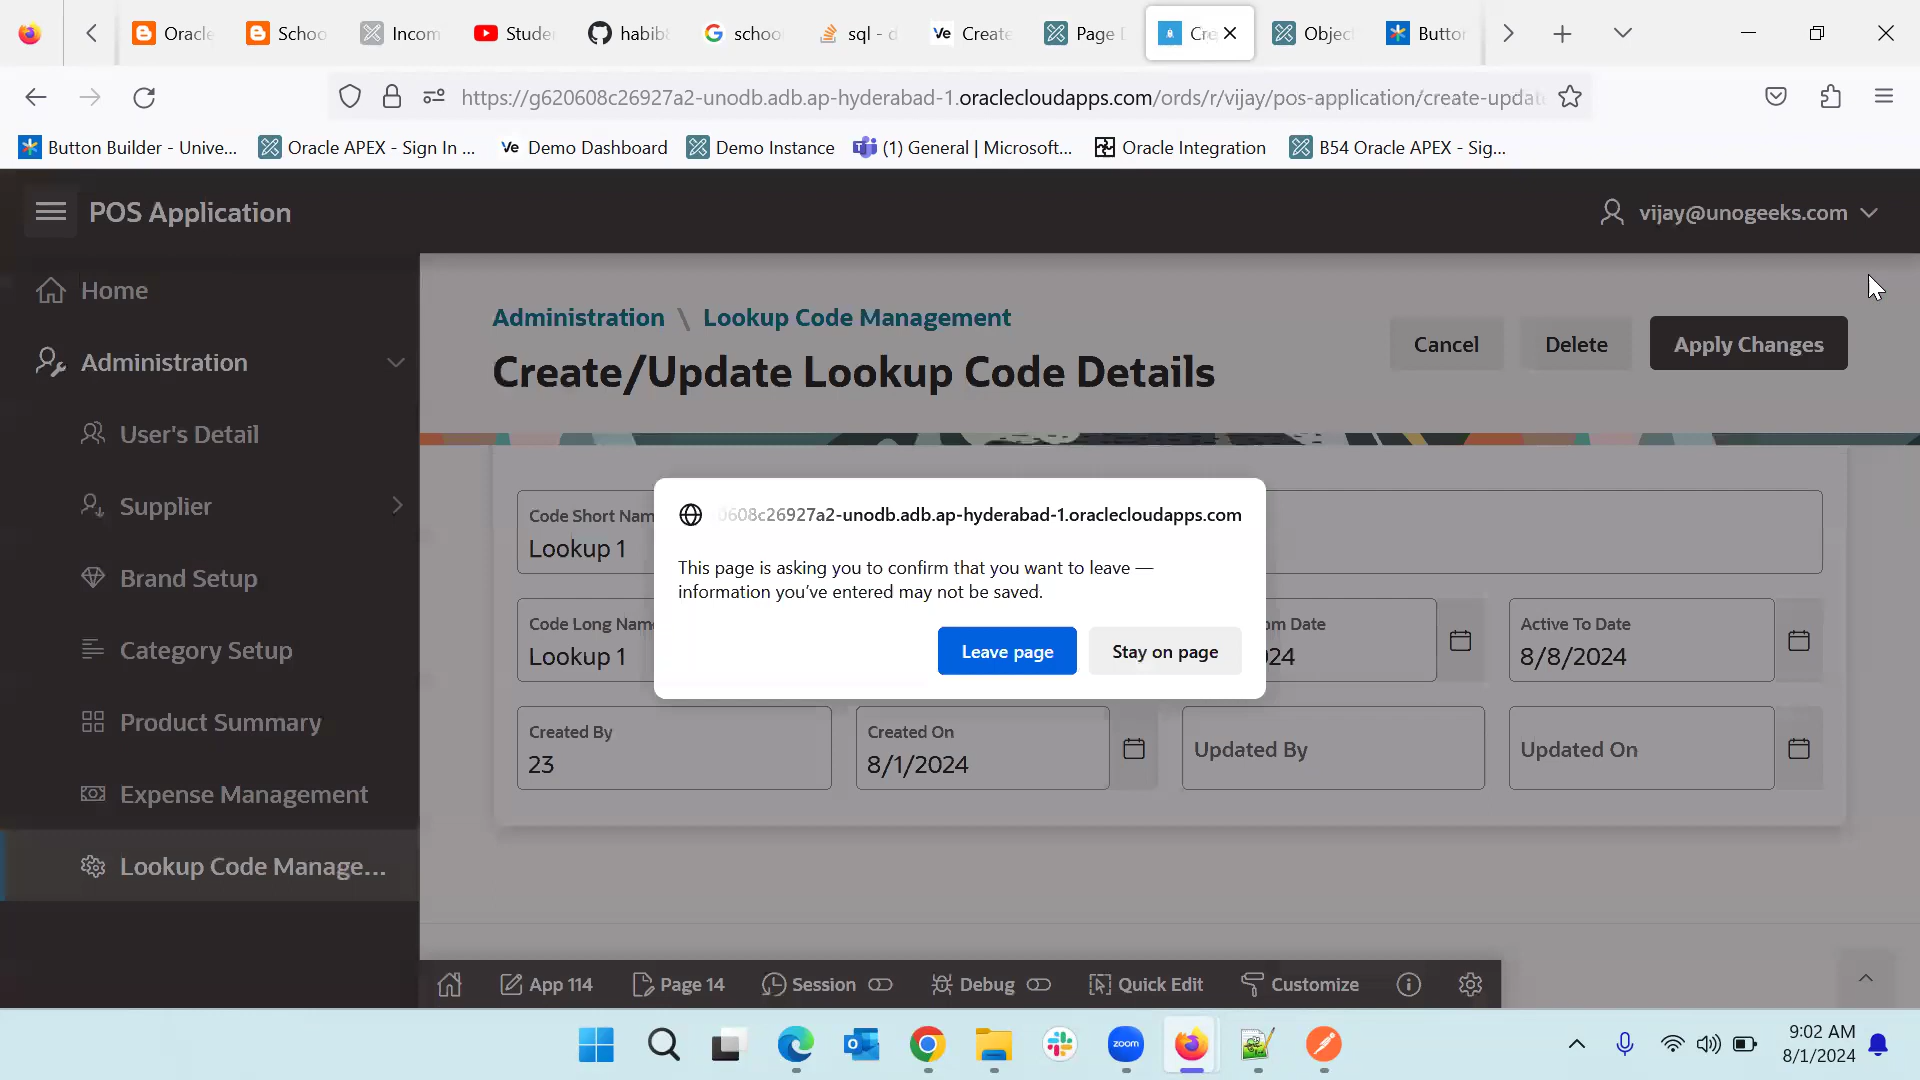 Oracle
Schoo
Incom
Studen
habib8
schoo
sql - d
Create
Page D
Cre
Objec
Button
https://g620608c26927a2-unodb.adb.ap-hyderabad-1.oraclecloudapps.com/ords/r/vijay/pos-application/create-update
Button Builder - Unive...
Oracle APEX - Sign In ...
Demo Dashboard
Demo Instance
(1) General | Microsoft...
Oracle Integration
B54 Oracle APEX - Sig...
POS Application
vijay@unogeeks.com
Home
Administration
User's Detail
Supplier
Brand Setup
Category Setup
Product Summary
Expense Management
Lookup Code Manage...
Administration \ Lookup Code Management
Create/Update Lookup Code Details
Cancel
Delete
Apply Changes
Code Short Nam
Lookup 1
0608c26927a2-unodb.adb.ap-hyderabad-1.oraclecloudapps.com
This page is asking you to confirm that you want to leave —
information you’ve entered may not be saved.
Leave page
Stay on page
Code Long Nam
Lookup 1
om Date
24
Active To Date
8/8/2024
Created By
23
Created On
8/1/2024
Updated By
Updated On
App 114
Page 14
Session
Debug
Quick Edit
Customize
zoom
9:02 AM
8/1/2024